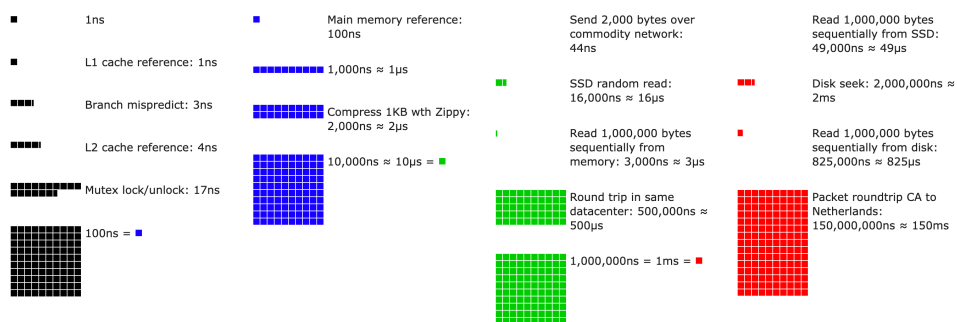 1ns
L1 cache reference: 1ns
Branch mispredict: 3ns
L2 cache reference: 4ns
Mutex lock/unlock: 17ns
100ns =
Main memory reference:
100ns
1,000ns ≈ 1μs
Compress 1KB wth Zippy:
2,000ns ≈ 2μs
10,000ns ≈ 10μs =
Send 2,000 bytes over
commodity network:
44ns
SSD random read:
16,000ns ≈ 16μs
Read 1,000,000 bytes
sequentially from
memory: 3,000ns ≈ 3μs
Round trip in same
datacenter: 500,000ns ≈
500μs
1,000,000ns = 1ms =
Read 1,000,000 bytes
sequentially from SSD:
49,000ns ≈ 49μs
Disk seek: 2,000,000ns ≈
2ms
Read 1,000,000 bytes
sequentially from disk:
825,000ns ≈ 825μs
Packet roundtrip CA to
Netherlands:
150,000,000ns ≈ 150ms